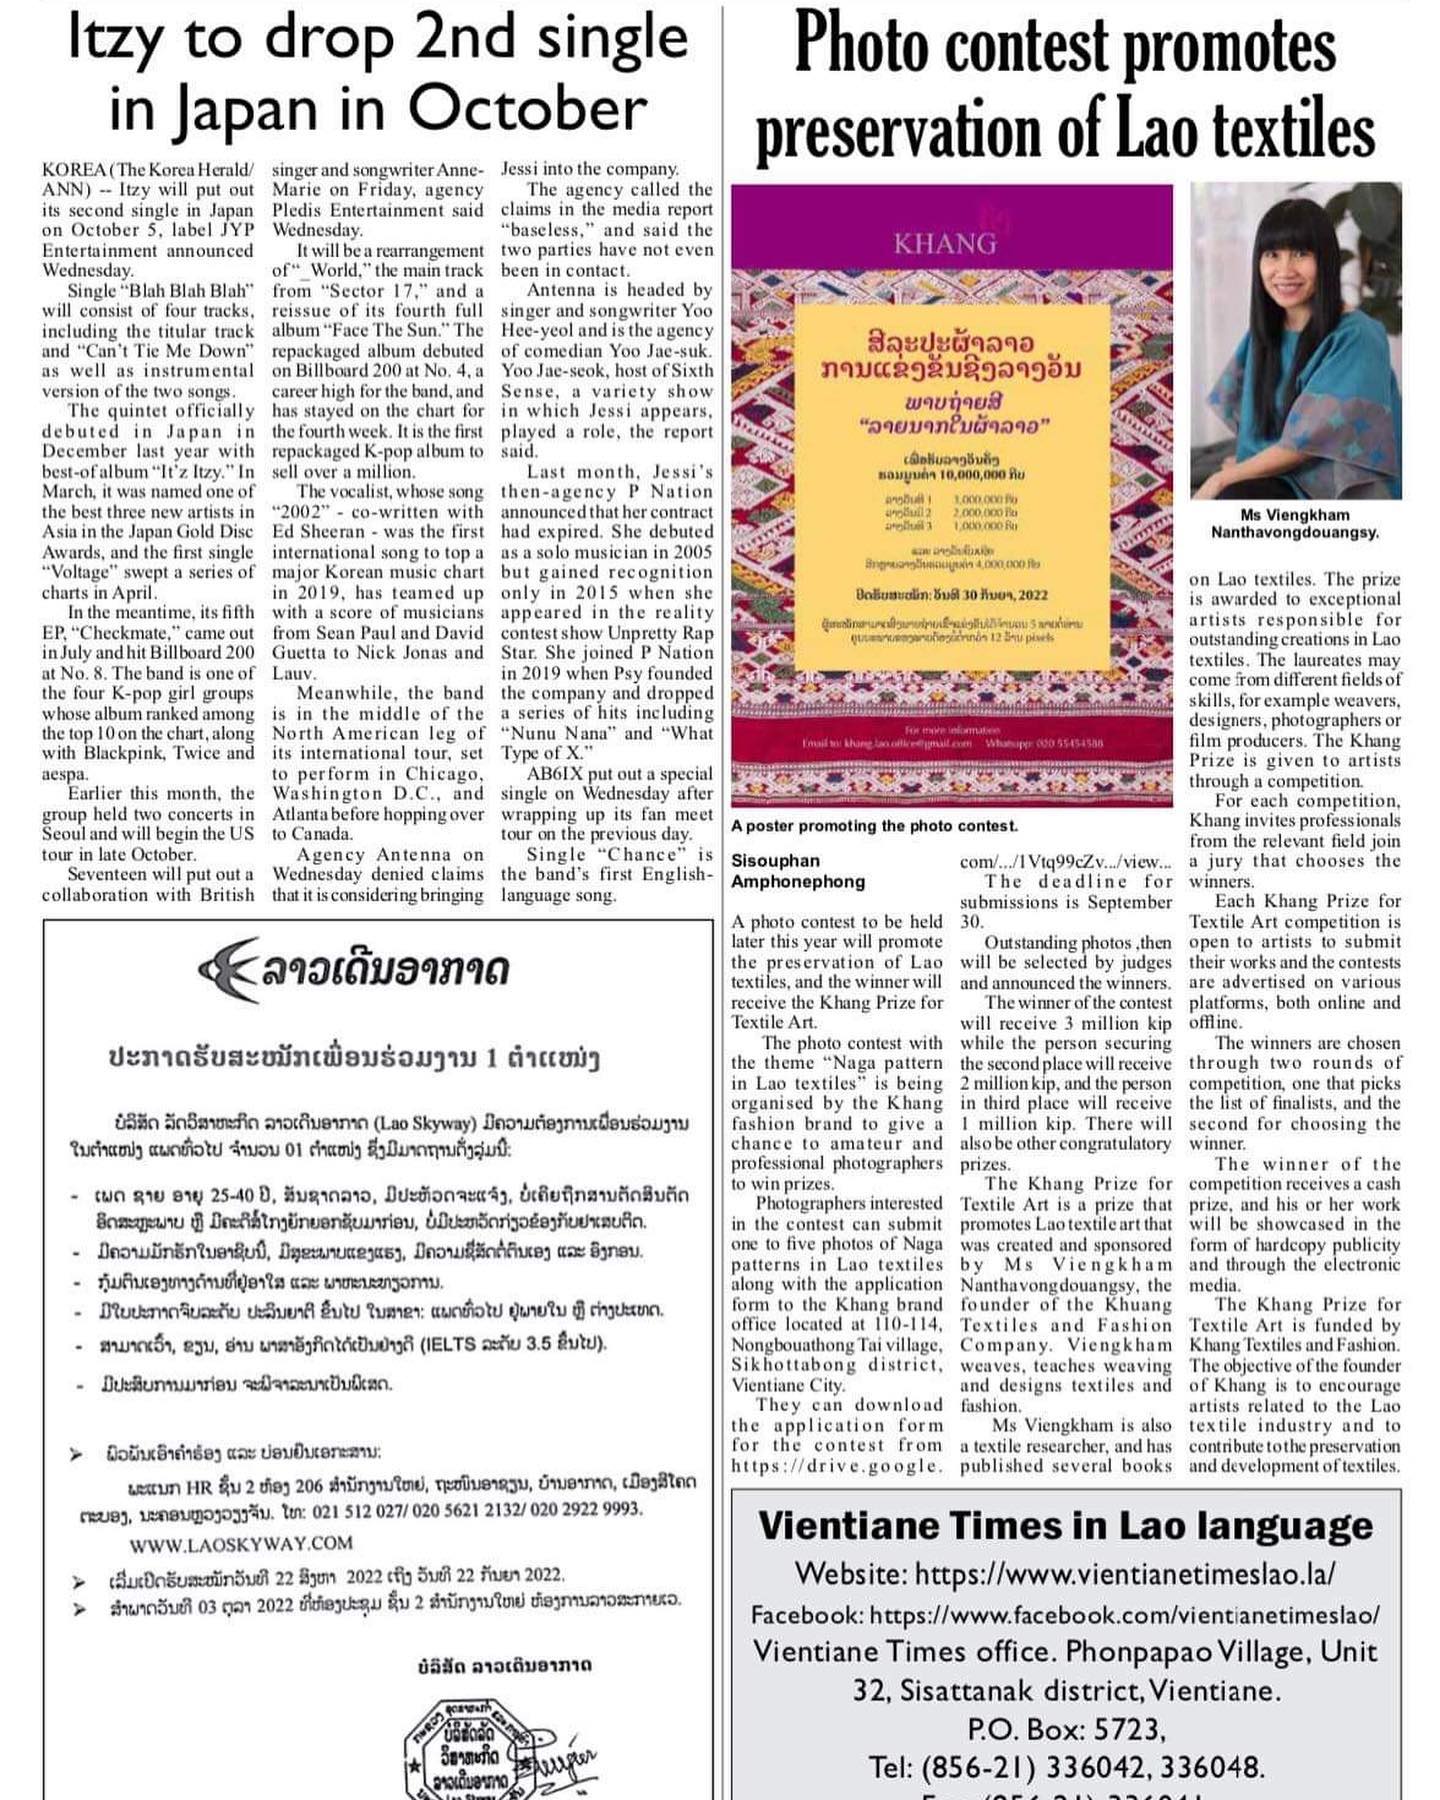 Itzy to drop 2nd single
in Japan in October
KOREA (The Korea Herald/
ANN) -- Itzy will put out
its second single in Japan
on October 5, label JYP
Entertainment announced
Wednesday.
Single “Blah Blah Blah”
will consist of four tracks,
including the titular track
and “Can’t Tie Me Down”
as well as instrumental
version of the two songs.
The quintet officially
debuted in Japan in
December last year with
best-of album “It’z Itzy.” In
March, it was named one of
the best three new artists in
Asia in the Japan Gold Disc
Awards, and the first single
“Voltage” swept a series of
charts in April.
In the meantime, its fifth
EP, “Checkmate,” came out
in July and hit Billboard 200
at No. 8. The band is one of
the four K-pop girl groups
whose album ranked among
the top 10 on the chart, along
with Blackpink, Twice and
aespa.
Earlier this month, the
group held two concerts in
Seoul and will begin the US
tour in late October.
Seventeen will put out a
collaboration with British
singer and songwriter Anne-
Marie on Friday, agency
Pledis Entertainment said
Wednesday.
It will be a rearrangement
of “_World,” the main track
from “Sector 17,” and a
reissue of its fourth full
album “Face The Sun.” The
repackaged album debuted
on Billboard 200 at No. 4, a
career high for the band, and
has stayed on the chart for
the fourth week. It is the first
repackaged K-pop album to
sell over a million.
The vocalist, whose song
“2002” - co-written with
Ed Sheeran - was the first
international song to top a
major Korean music chart
in 2019, has teamed up
with a score of musicians
from Sean Paul and David
Guetta to Nick Jonas and
Lauv.
Meanwhile, the band
is in the middle of the
North American leg of
its international tour, set
to perform in Chicago,
Washington D.C., and
Atlanta before hopping over
to Canada.
Agency Antenna on
Wednesday denied claims
that it is considering bringing
Jessi into the company.
The agency called the
claims in the media report
“baseless,” and said the
two parties have not even
been in contact.
Antenna is headed by
singer and songwriter Yoo
Hee-yeol and is the agency
of comedian Yoo Jae-suk.
Yoo Jae-seok, host of Sixth
Sense, a variety show
in which Jessi appears,
played a role, the report
said.
Last month, Jessi’s
then-agency P Nation
announced that her contract
had expired. She debuted
as a solo musician in 2005
but gained recognition
only in 2015 when she
appeared in the reality
contest show Unpretty Rap
Star. She joined P Nation
in 2019 when Psy founded
the company and dropped
a series of hits including
“Nunu Nana” and “What
Type of X.”
AB6IX put out a special
single on Wednesday after
wrapping up its fan meet
tour on the previous day.
Single “Chance” is
the band’s first English-
language song.
ລາວເດີນອາກາດ
ປະກາດຮັບສະໝັກເພື່ອນຮ່ວມງານ 1 ຕຳແໜ່ງ
ບໍລິສັດ ລັດວິສາຫະກິດ ລາວເດີນອາກາດ (Lao Skyway) ມີຄວາມຕ້ອງການເພື່ອນຮ່ວມງານ
ໃນຕຳແໜ່ງ ແພດທົ່ວໄປ ຈຳນວນ 01 ຕຳແໜ່ງ ຊຶ່ງມີມາດຖານດັ່ງລຸ່ມນີ້:
- ເພດ ຊາຍ ອາຍຸ 25-40 ປີ, ສັນຊາດລາວ, ມີປະຫັວດຈະແຈ້ງ, ບໍ່ເຄີຍຖືກສານຕັດສິນຕັດ
ອິດສະຫຼະພາບ ຫຼື ມີຄະດີສໍ້ໂກງຍັກຍອກຊັບມາກ່ອນ, ບໍ່ມີປະຫວັດກ່ຽວຂ້ອງກັບຢາເສບຕິດ.
- ມີຄວາມມັກຮັກໃນອາຊີບນີ້, ມີສຸຂະພາບແຂງແຮງ, ມີຄວາມຊື່ສັດຕໍ່ຕົນເອງ ແລະ ອົງກອນ.
- ກຸ້ມຕົນເອງທາງດ້ານທີ່ຢູ່ອາໃສ ແລະ ພາຫະນະທຽວການ.
- ມີໃບປະກາດຈົບລະດັບ ປະລິນຍາຕີ ຂຶ້ນໄປ ໃນສາຂາ: ແພດທົ່ວໄປ ຢູ່ພາຍໃນ ຫຼື ຕ່າງປະເທດ.
- ສາມາດເວົ້າ, ຂຽນ, ອ່ານ ພາສາອັງກິດໄດ້ເປັນຢ່າງດີ (IELTS ລະດັບ 3.5 ຂຶ້ນໄປ).
- ມີປະສົບການມາກ່ອນ ຈະພິຈາລະນາເປັນພິເສດ.
➢ ພົວພັນເອົາຄຳຮ້ອງ ແລະ ປ່ອນຢືນເອກະສານ:
ພະແນກ HR ຊັ້ນ 2 ຫ້ອງ 206 ສຳນັກງານໃຫຍ່, ຖະໜົນອາຊຽນ, ບ້ານອາກາດ, ເມືອງສີໂຄດ
ຕະບອງ, ນະຄອນຫຼວງວຽງຈັນ. ໂທ: 021 512 027/ 020 5621 2132/ 020 2922 9993.
WWW.LAOSKYWAY.COM
➢ ເລີ່ມເປີດຮັບສະໝັກວັນທີ 22 ສິງຫາ 2022 ເຖິງ ວັນທີ 22 ກັນຍາ 2022.
➢ ສຳພາດວັນທີ 03 ຕຸລາ 2022 ທີ່ຫ້ອງປະຊຸມ ຊັ້ນ 2 ສຳນັກງານໃຫຍ່ ຫ້ອງການລາວສະກາຍເວ.
ບໍລິສັດ ລາວເດີນອາກາດ
ບໍລິສັດລັດ
ວິສາຫະກິດ
ລາວເດີນອາກາດ
Photo contest promotes
preservation of Lao textiles
KHANG
ສິລະປະຜ້າລາວ
ການແຂ່ງຂັນຊີງລາງວັນ
ພາບຖ່າຍສີ
“ລາຍນາກໃນຜ້າລາວ”
ເພື່ອຮັບລາງວັນຄັ້ງ
ຂອມມູນຄ່າ 10,000,000 ກີບ
ລາງວັນທີ 1 3,000,000 ກີບ
ລາງວັນທີ 2 2,000,000 ກີບ
ລາງວັນທີ 3 1,000,000 ກີບ
ແລະ ລາງວັນຊົມເຊີຍ
ອີກຫຼາຍລາງວັນລວມມູນຄ່າ 4,000,000 ກີບ
ປິດຮັບສະໝັກ: ວັນທີ 30 ກັນຍາ, 2022
For more information
Email to: khang.lao.office@gmail.com Whatsapp: 020 55454588
A poster promoting the photo contest.
Ms Viengkham
Nanthavongdouangsy.
Sisouphan
Amphonephong
A photo contest to be held
later this year will promote
the preservation of Lao
textiles, and the winner will
receive the Khang Prize for
Textile Art.
The photo contest with
the theme “Naga pattern
in Lao textiles” is being
organised by the Khang
fashion brand to give a
chance to amateur and
professional photographers
to win prizes.
Photographers interested
in the contest can submit
one to five photos of Naga
patterns in Lao textiles
along with the application
form to the Khang brand
office located at 110-114,
Nongbouathong Tai village,
Sikhottabong district,
Vientiane City.
They can download
the application form
for the contest from
https://drive.google.
com/.../1Vtq99cZv.../view...
The deadline for
submissions is September
30.
Outstanding photos ,then
will be selected by judges
and announced the winners.
The winner of the contest
will receive 3 million kip
while the person securing
the second place will receive
2 million kip, and the person
in third place will receive
1 million kip. There will
also be other congratulatory
prizes.
The Khang Prize for
Textile Art is a prize that
promotes Lao textile art that
was created and sponsored
by Ms Viengkham
Nanthavongdouangsy, the
founder of the Khuang
Textiles and Fashion
Company. Viengkham
weaves, teaches weaving
and designs textiles and
fashion.
Ms Viengkham is also
a textile researcher, and has
published several books
on Lao textiles. The prize
is awarded to exceptional
artists responsible for
outstanding creations in Lao
textiles. The laureates may
come from different fields of
skills, for example weavers,
designers, photographers or
film producers. The Khang
Prize is given to artists
through a competition.
For each competition,
Khang invites professionals
from the relevant field join
a jury that chooses the
winners.
Each Khang Prize for
Textile Art competition is
open to artists to submit
their works and the contests
are advertised on various
platforms, both online and
offline.
The winners are chosen
through two rounds of
competition, one that picks
the list of finalists, and the
second for choosing the
winner.
The winner of the
competition receives a cash
prize, and his or her work
will be showcased in the
form of hardcopy publicity
and through the electronic
media.
The Khang Prize for
Textile Art is funded by
Khang Textiles and Fashion.
The objective of the founder
of Khang is to encourage
artists related to the Lao
textile industry and to
contribute to the preservation
and development of textiles.
Vientiane Times in Lao language
Website: https://www.vientianetimeslao.la/
Facebook: https://www.facebook.com/vientianetimeslao/
Vientiane Times office. Phonpapao Village, Unit
32, Sisattanak district, Vientiane.
P.O. Box: 5723,
Tel: (856-21) 336042, 336048.